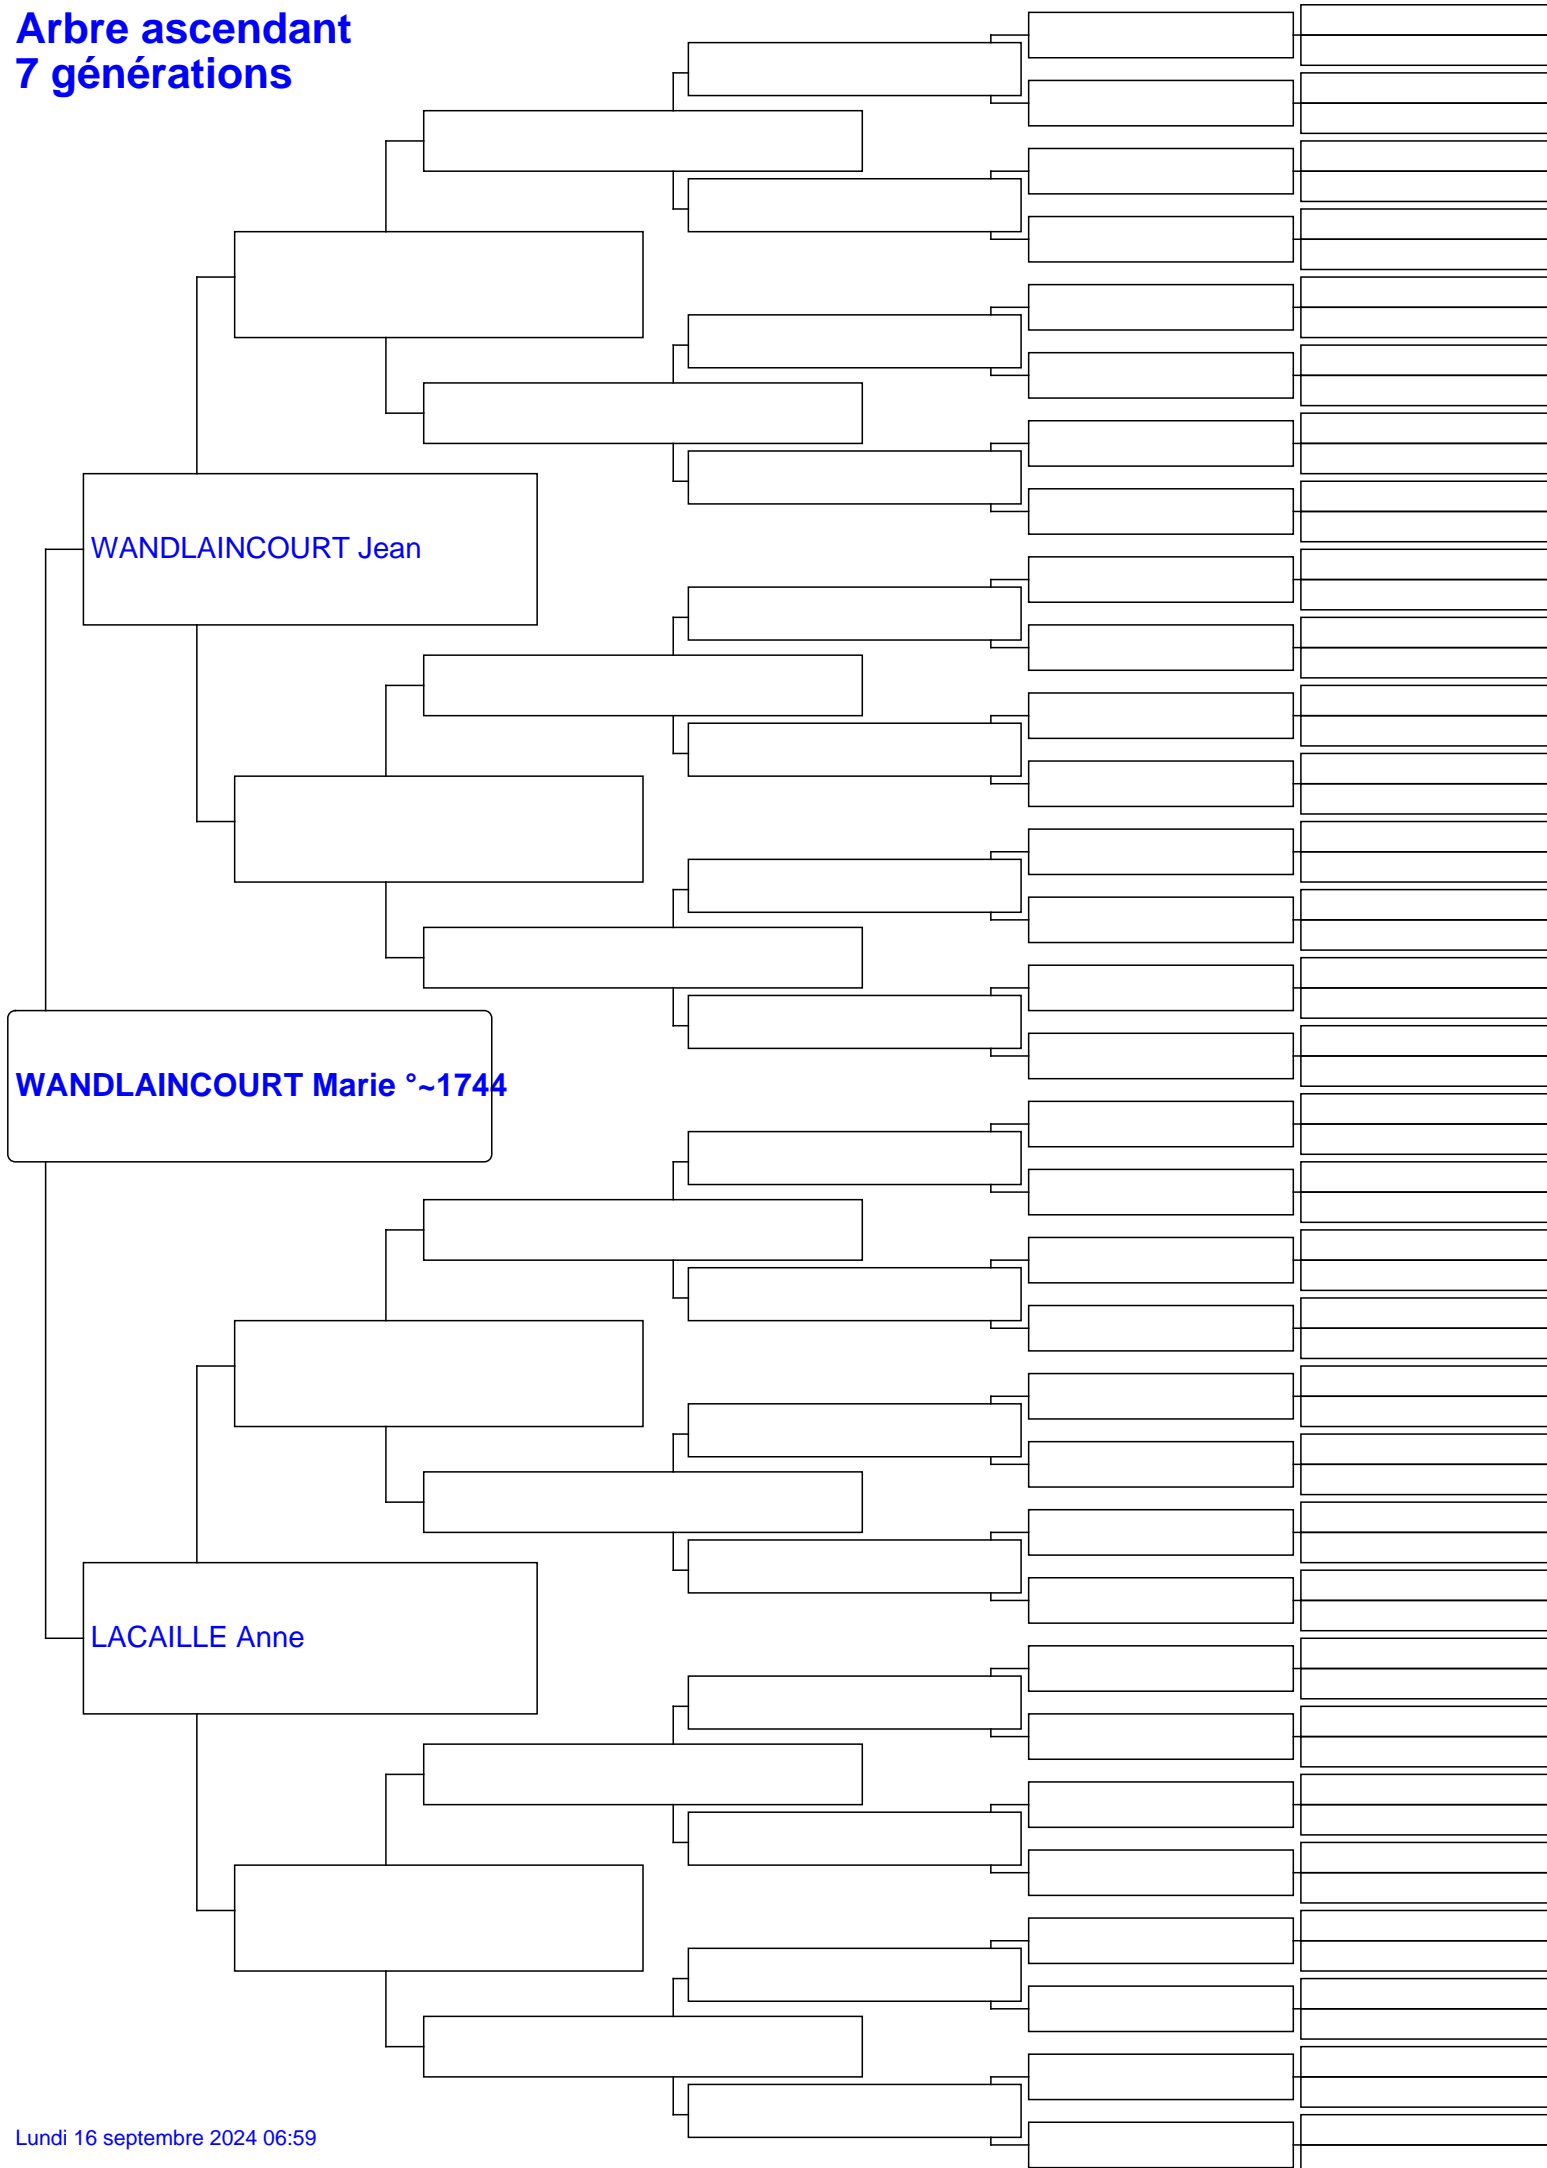 Arbre ascendant
7 générations
WANDLAINCOURT Jean
WANDLAINCOURT Marie °~1744
LACAILLE Anne
Lundi 16 septembre 2024 06:59